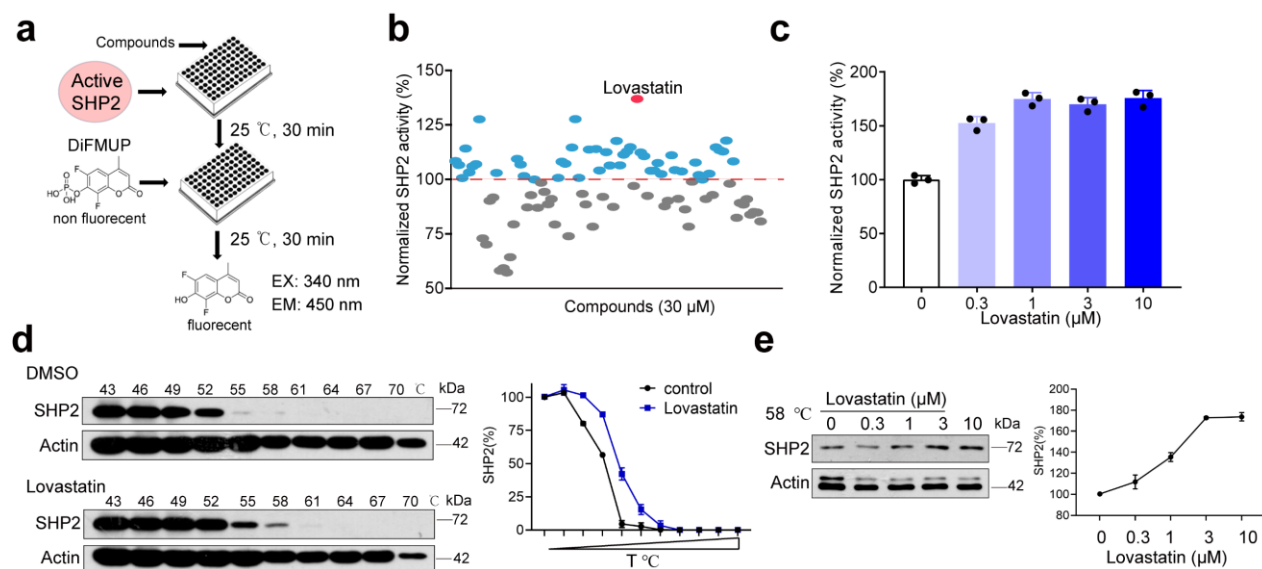 a
Compounds
Active
SHP2
25 ℃, 30 min
DiFMUP
F
O
HO P O O O
OH F
non fluorecent
25 ℃, 30 min
F
HO O O
F
fluorecent
EX: 340 nm
EM: 450 nm
b
Normalized SHP2 activity (%)
150
125
100
75
50
Lovastatin
Compounds (30 μM)
c
Normalized SHP2 activity (%)
200
150
100
50
0
0 0.3 1 3 10
Lovastatin (μM)
d
DMSO
43 46 49 52 55 58 61 64 67 70 ℃ kDa
SHP2 72
Actin 42
Lovastatin
43 46 49 52 55 58 61 64 67 70 ℃ kDa
SHP2 72
Actin 42
SHP2(%)
100
75
50
25
0
control
Lovastatin
T ℃
e
58 ℃
Lovastatin (μM)
0 0.3 1 3 10 kDa
SHP2 72
Actin 42
SHP2(%)
180
160
140
120
100
80
0 0.3 1 3 10
Lovastatin (μM)